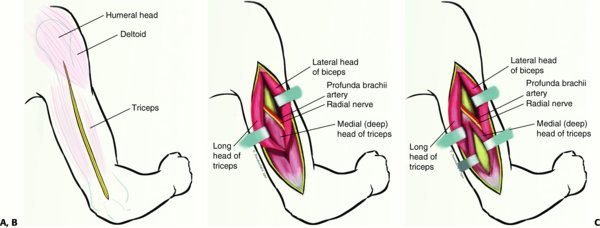 Humeral head
Deltoid
Triceps
A, B
Lateral head
of biceps
Profunda brachii
artery
Radial nerve
Medial (deep)
head of triceps
Long
head of
triceps
Lateral head
of biceps
Profunda brachii
artery
Radial nerve
Medial (deep)
head of triceps
Long
head of
triceps
C